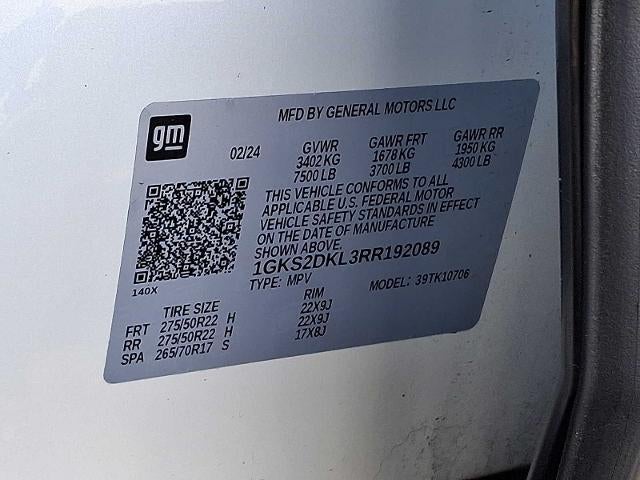 MFD BY GENERAL MOTORS LLC
gm
02/24 GVWR GAWR FRT GAWR RR
3402 KG 1678 KG 1950 KG
7500 LB 3700 LB 4300 LB
THIS VEHICLE CONFORMS TO ALL
APPLICABLE U.S. FEDERAL MOTOR
VEHICLE SAFETY STANDARDS IN EFFECT
ON THE DATE OF MANUFACTURE
SHOWN ABOVE.
1GKS2DKL3RR192089
TYPE: MPV MODEL: 39TK10706
140X
TIRE SIZE RIM
FRT 275/50R22 H 22X9J
RR 275/50R22 H 22X9J
SPA 265/70R17 S 17X8J